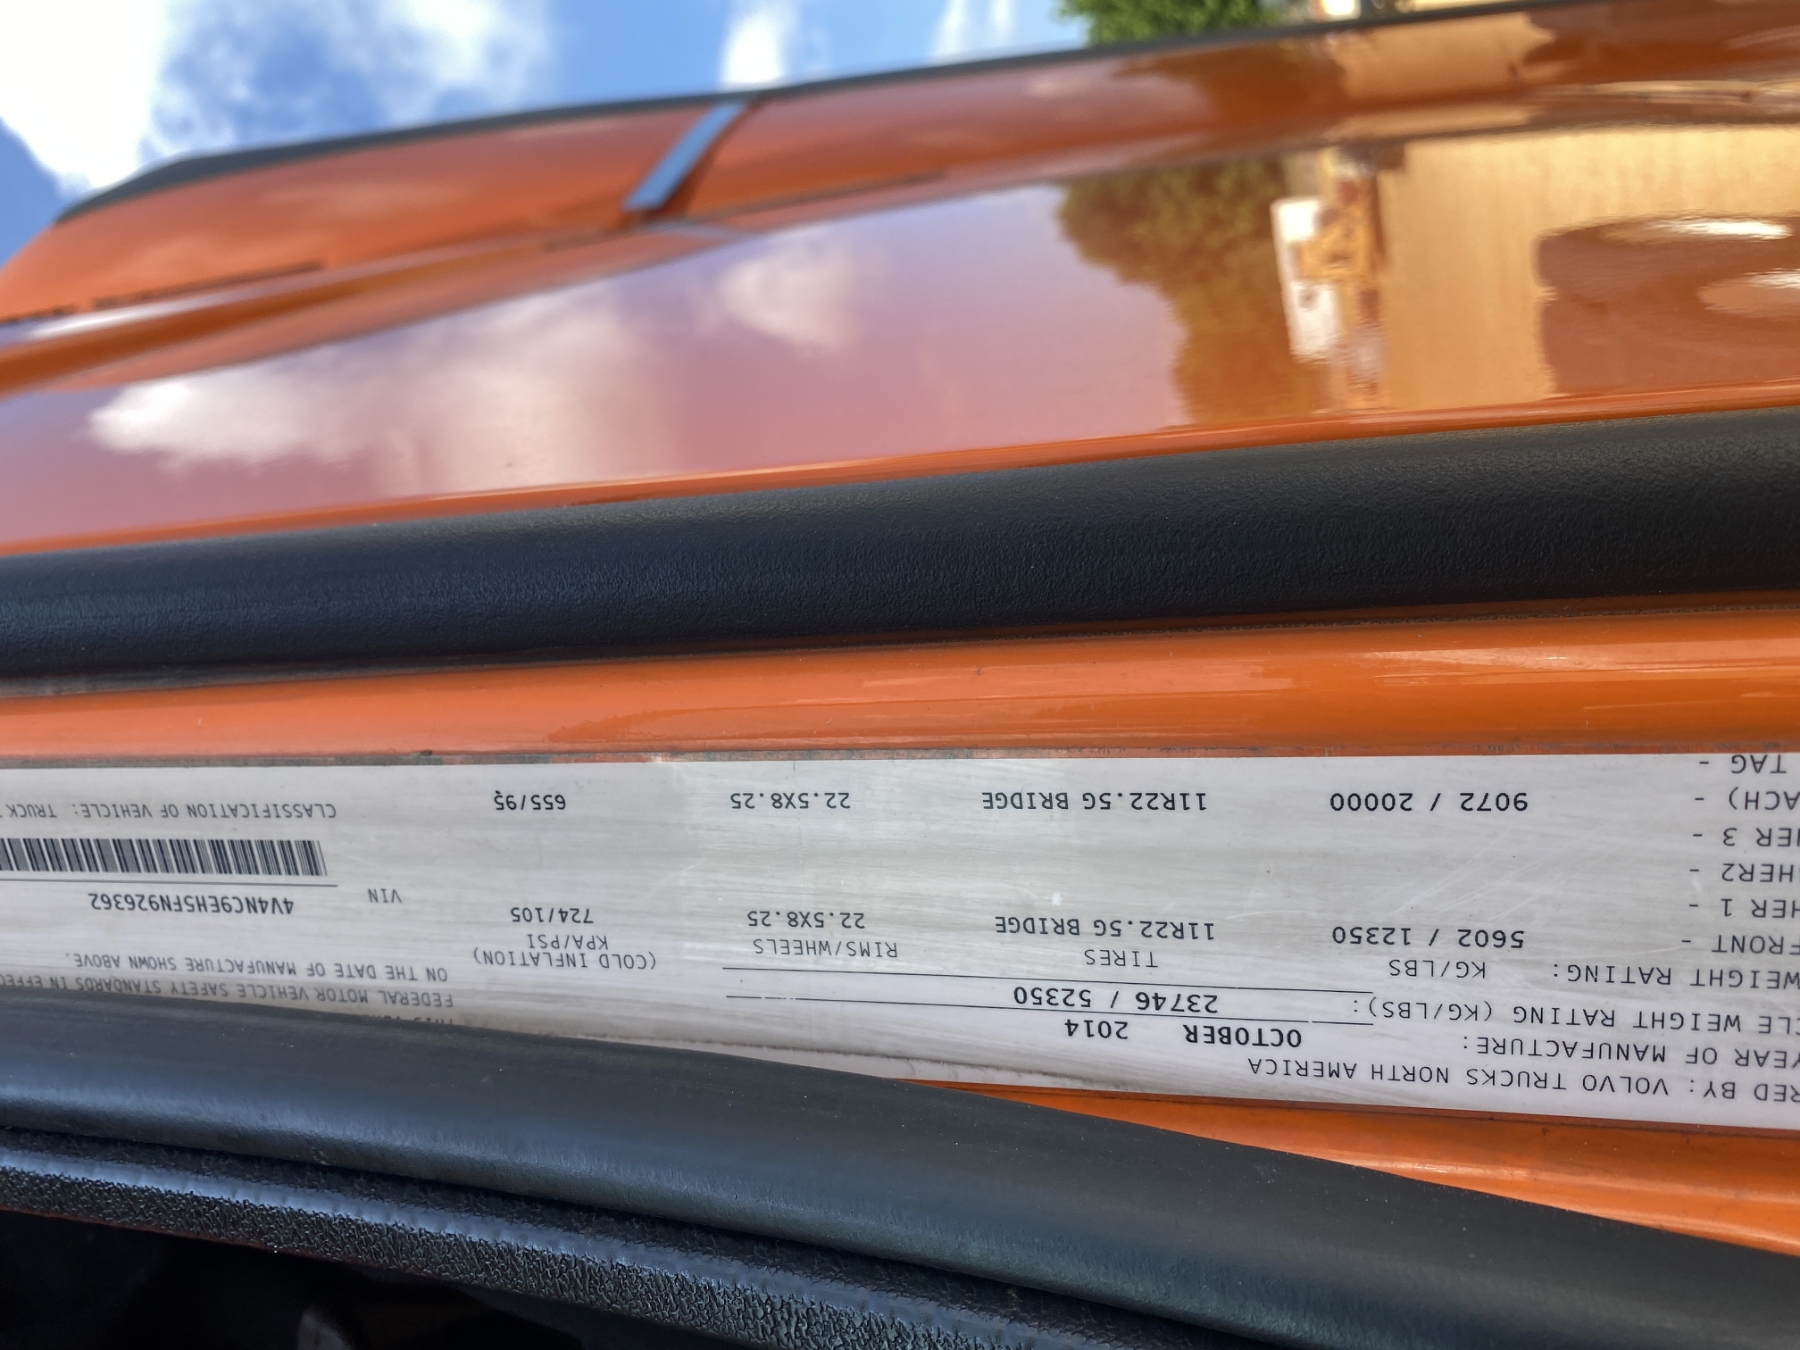 RED BY: VOLVO TRUCKS NORTH AMERICA
YEAR OF MANUFACTURE: OCTOBER 2014
CLE WEIGHT RATING (KG/LBS): 23746 / 52350
WEIGHT RATING: KG/LBS TIRES RIMS/WHEELS (COLD INFLATION) KPA/PSI
FRONT - 5602 / 12350 11R22.5G BRIDGE 22.5X8.25 724/105
HER 1 -
HER2 -
HER 3 -
ACH) - 9072 / 20000 11R22.5G BRIDGE 22.5X8.25 655/95
TAG -
FEDERAL MOTOR VEHICLE SAFETY STANDARDS IN EFFEC
ON THE DATE OF MANUFACTURE SHOWN ABOVE.
VIN 4V4NC9EH5FN926362
CLASSIFICATION OF VEHICLE: TRUCK